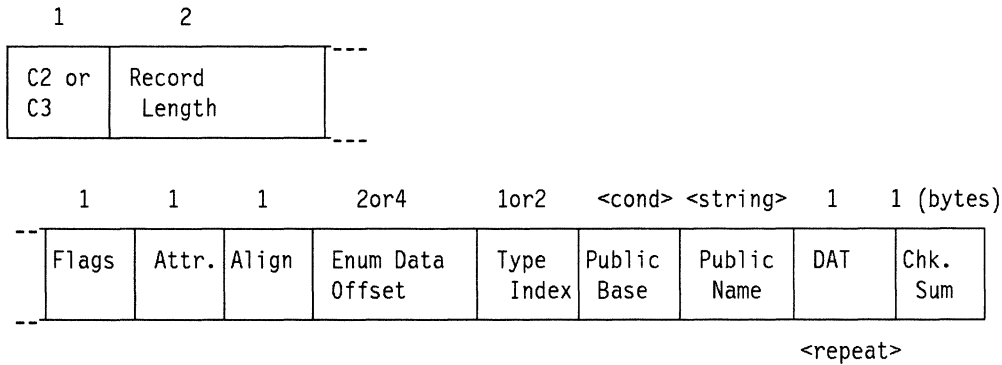 1 2
C2 or Record
C3 Length
1 1 1 2or4 1or2 <cond> <string> 1 1 (bytes)
Flags Attr. Align Enum Data Type Public Public DAT Chk.
Offset Index Base Name Sum
<repeat>